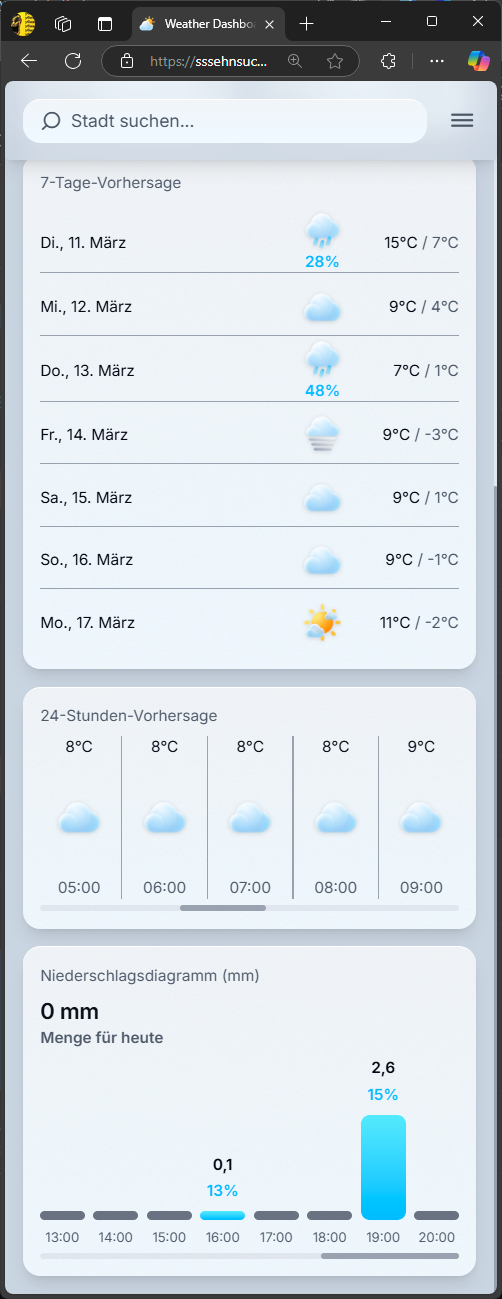 Weather Dashbo
https://sssehnsuc...
Stadt suchen...
7-Tage-Vorhersage
Di., 11. März 28% 15°C / 7°C
Mi., 12. März 9°C / 4°C
Do., 13. März 48% 7°C / 1°C
Fr., 14. März 9°C / -3°C
Sa., 15. März 9°C / 1°C
So., 16. März 9°C / -1°C
Mo., 17. März 11°C / -2°C
24-Stunden-Vorhersage
8°C 8°C 8°C 8°C 9°C
05:00 06:00 07:00 08:00 09:00
Niederschlagsdiagramm (mm)
0 mm
Menge für heute
2,6
15%
0,1
13%
13:00 14:00 15:00 16:00 17:00 18:00 19:00 20:00